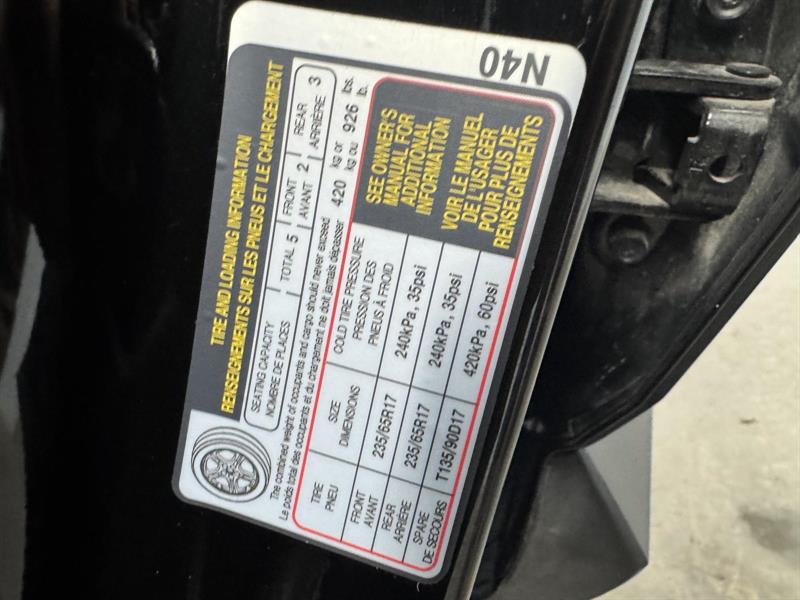 N40
TIRE AND LOADING INFORMATION
RENSEIGNEMENTS SUR LES PNEUS ET LE CHARGEMENT
SEATING CAPACITY
NOMBRE DE PLACES
TOTAL 5
FRONT
AVANT
2
REAR
ARRIÈRE
3
The combined weight of occupants and cargo should never exceed 420 kg or 926 lbs.
Le poids total des occupants et du chargement ne doit jamais dépasser kg ou lb.
TIRE
PNEU
SIZE
DIMENSIONS
COLD TIRE PRESSURE
PRESSION DES
PNEUS À FROID
FRONT
AVANT
235/65R17
240kPa, 35psi
REAR
ARRIÈRE
235/65R17
240kPa, 35psi
SPARE
DE SECOURS
T135/90D17
420kPa, 60psi
SEE OWNER'S
MANUAL FOR
ADDITIONAL
INFORMATION
VOIR LE MANUEL
DE L'USAGER
POUR PLUS DE
RENSEIGNEMENTS